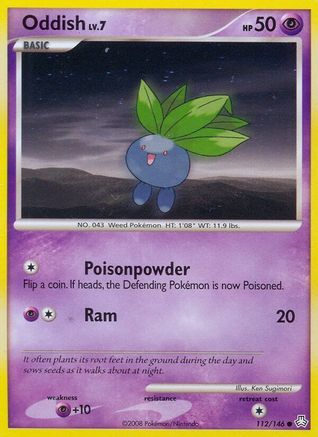 Oddish LV.7 HP 50
BASIC
NO. 043 Weed Pokémon HT: 1'08" WT: 11.9 lbs.
Poisonpowder
Flip a coin. If heads, the Defending Pokémon is now Poisoned.
Ram 20
It often plants its root feet in the ground during the day and
sows seeds as it walks about at night.
Illus. Ken Sugimori
weakness resistance retreat cost
+10
112/146
©2008 Pokémon/Nintendo